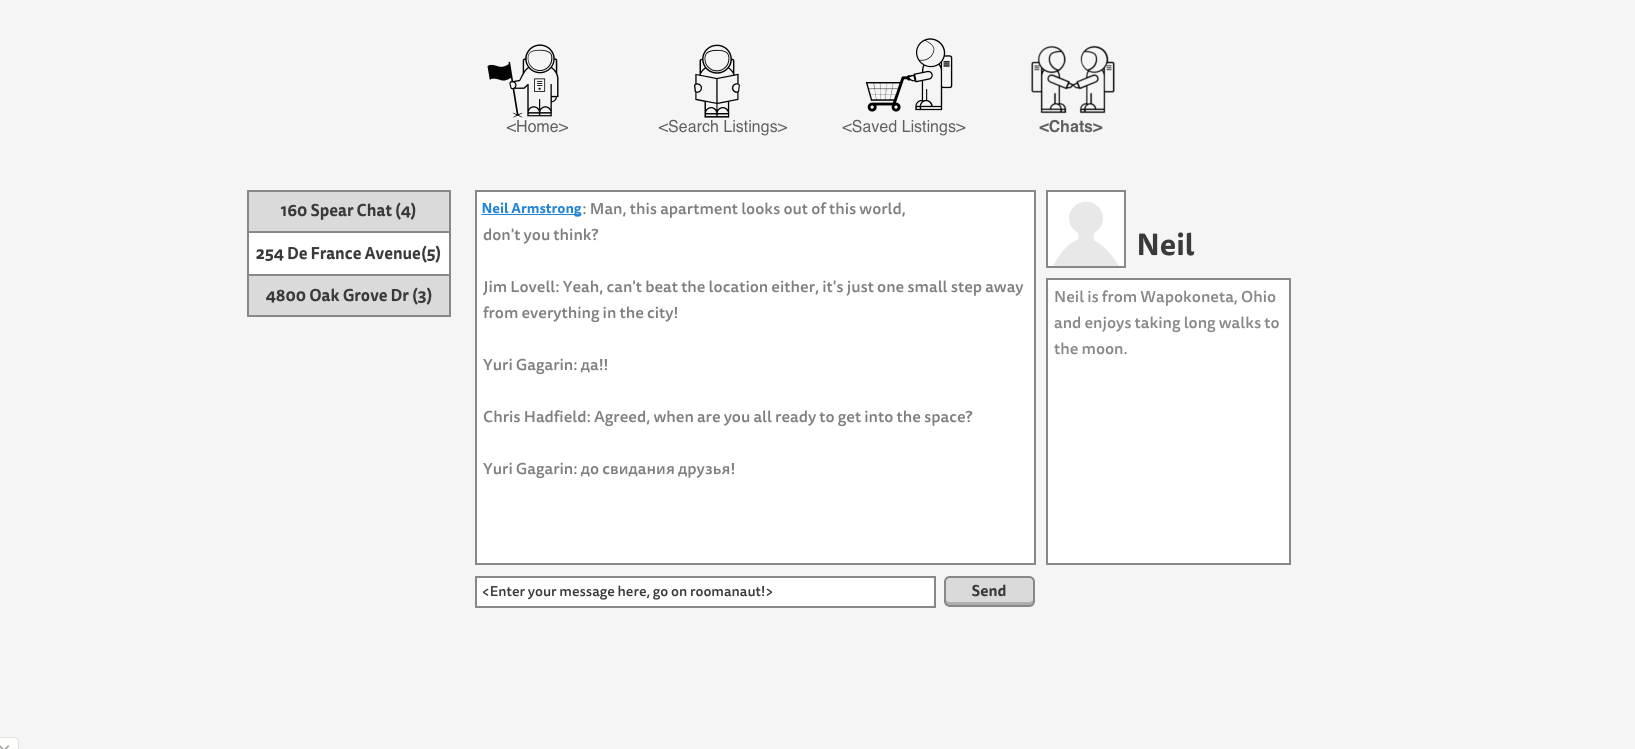 <Home>
<Search Listings>
<Saved Listings>
<Chats>
160 Spear Chat (4)
254 De France Avenue(5)
4800 Oak Grove Dr (3)
Neil Armstrong: Man, this apartment looks out of this world,
don't you think?
Jim Lovell: Yeah, can't beat the location either, it's just one small step away
from everything in the city!
Yuri Gagarin: да!!
Chris Hadfield: Agreed, when are you all ready to get into the space?
Yuri Gagarin: до свидания друзья!
<Enter your message here, go on roomanaut!>
Send
Neil
Neil is from Wapokoneta, Ohio
and enjoys taking long walks to
the moon.